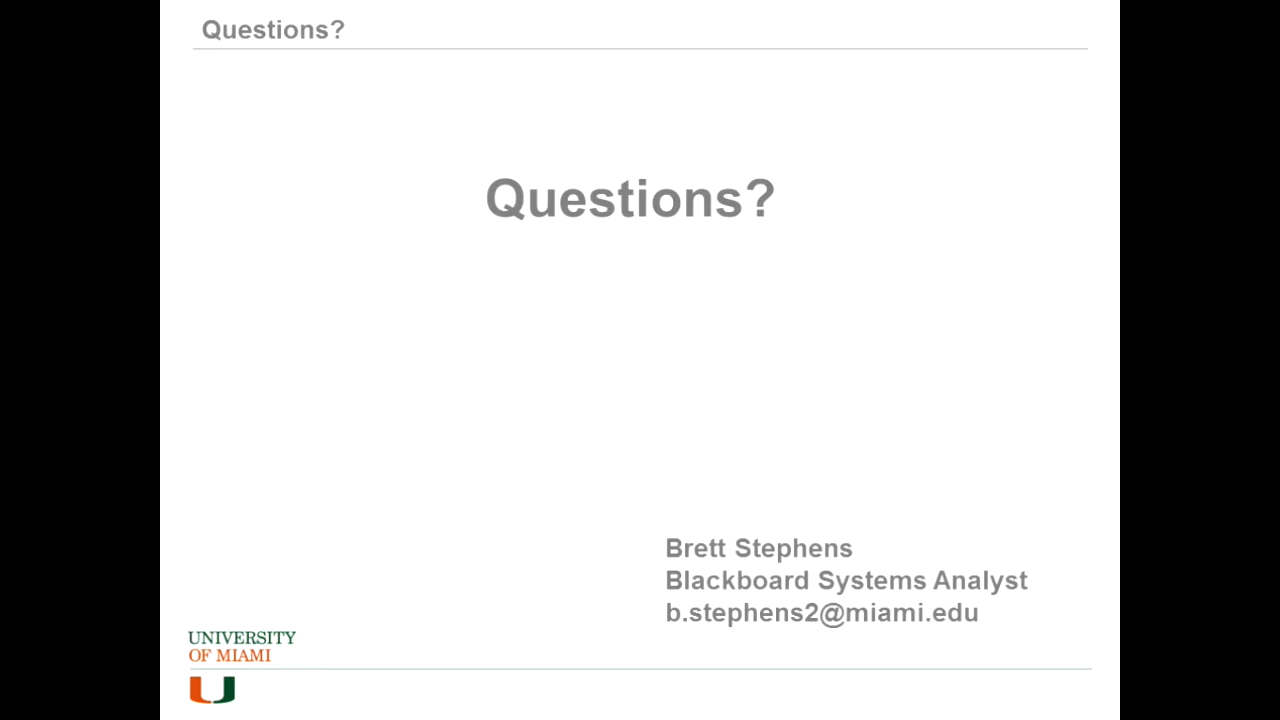 Questions?
Questions?
Brett Stephens
Blackboard Systems Analyst
b.stephens2@miami.edu
UNIVERSITY
OF MIAMI